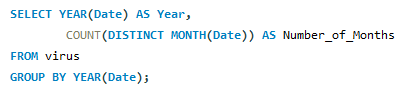 SELECT YEAR(Date) AS Year,
COUNT(DISTINCT MONTH(Date)) AS Number_of_Months
FROM virus
GROUP BY YEAR(Date);